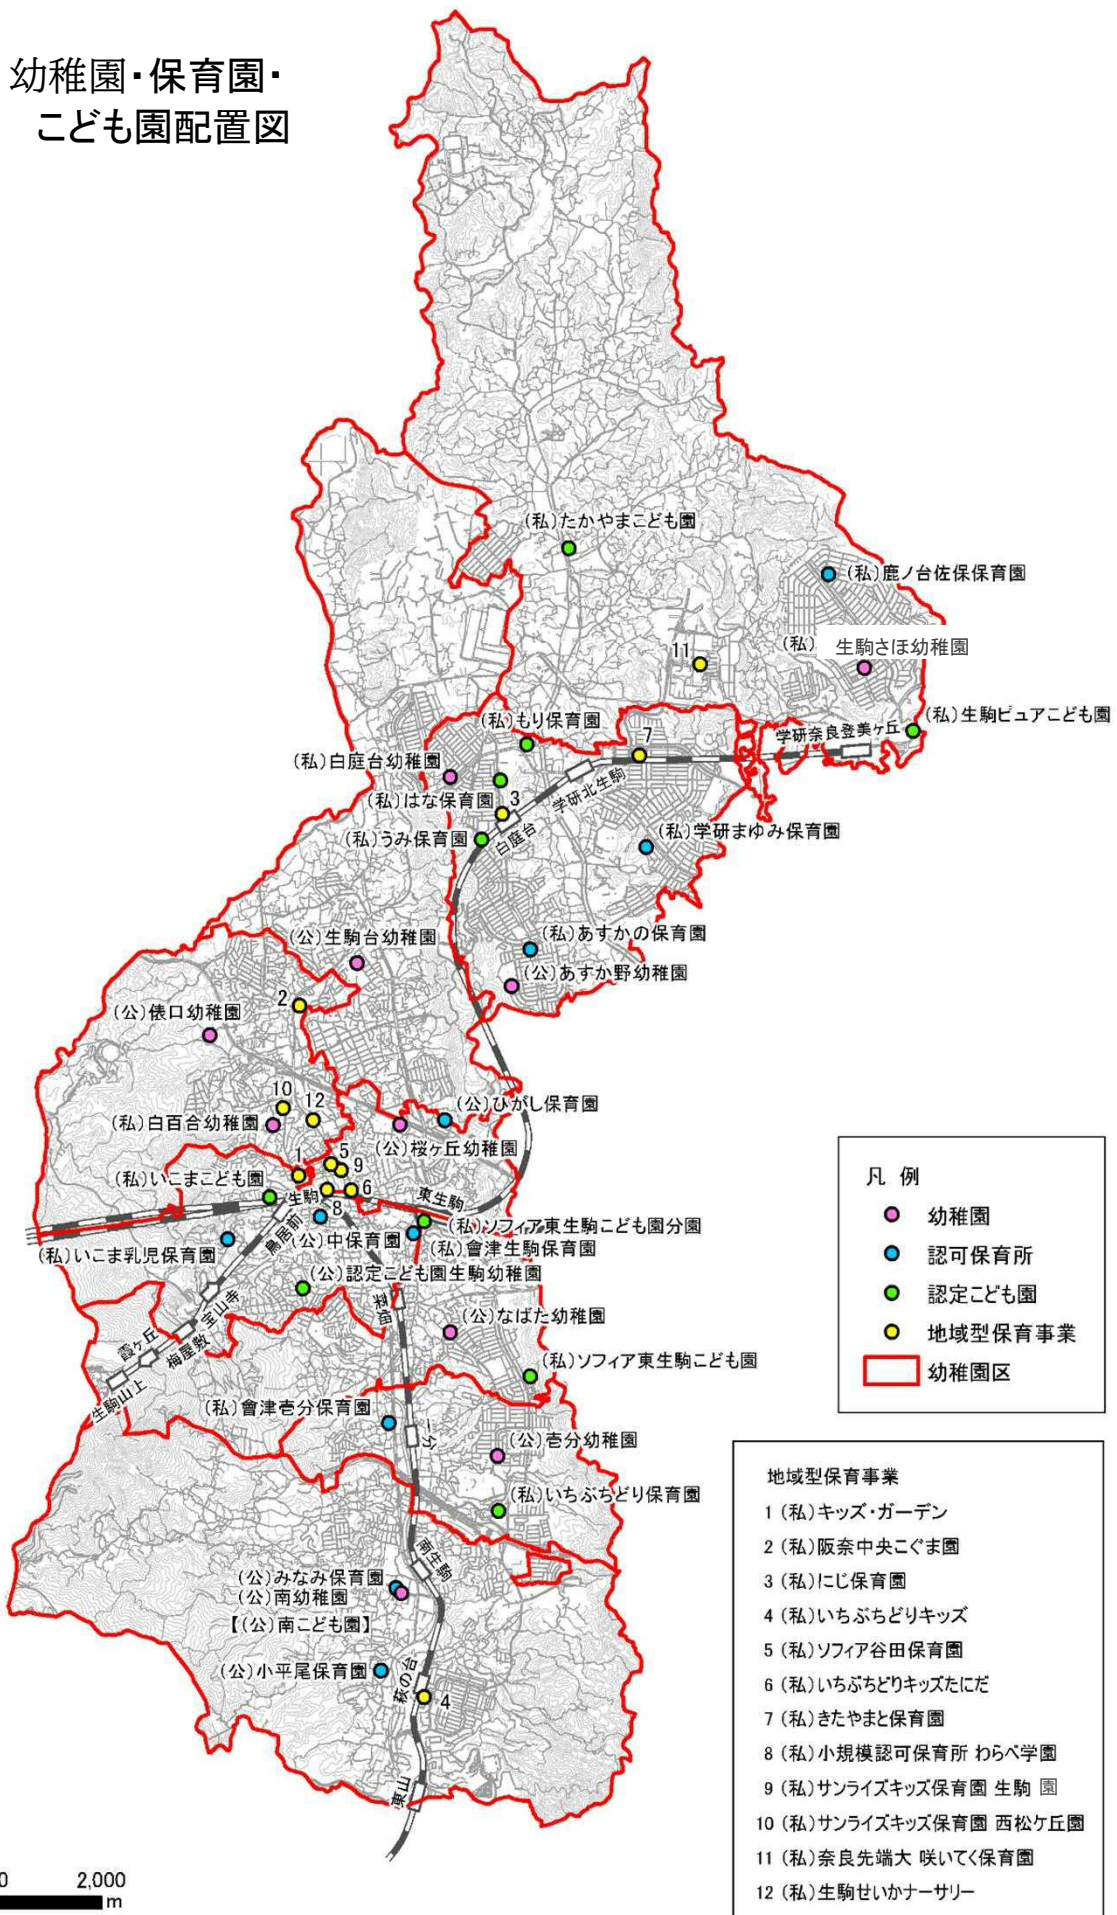 幼稚園・保育園・
こども園配置図
(私)たかやまこども園
(私)鹿ノ台佐保保育園
(私) 生駒さほ幼稚園
11
(私)生駒ピュアこども園
学研奈良登美ヶ丘
(私)もり保育園
7
(私)白庭台幼稚園
学研北生駒
(私)はな保育園
3
白庭台
(私)うみ保育園
(私)学研まゆみ保育園
(私)あすかの保育園
(公)生駒台幼稚園
(公)あすか野幼稚園
2
(公)俵口幼稚園
10
12
(公)ひがし保育園
(私)白百合幼稚園
(公)桜ヶ丘幼稚園
5
9
1
(私)いこまこども園
生駒
6
東生駒
8
鳥居前
(私)ソフィア東生駒こども園分園
(公)中保育園
(私)會津生駒保育園
(私)いこま乳児保育園
(公)認定こども園生駒幼稚園
菜畑
宝山寺
(公)なばた幼稚園
霞ヶ丘
梅屋敷
生駒山上
(私)ソフィア東生駒こども園
(私)會津壱分保育園
一分
(公)壱分幼稚園
(私)いちぶちどり保育園
南生駒
(公)みなみ保育園
(公)南幼稚園
【(公)南こども園】
(公)小平尾保育園
萩の台
4
東山
凡 例
幼稚園
認可保育所
認定こども園
地域型保育事業
幼稚園区
地域型保育事業
1 (私)キッズ・ガーデン
2 (私)阪奈中央こぐま園
3 (私)にじ保育園
4 (私)いちぶちどりキッズ
5 (私)ソフィア谷田保育園
6 (私)いちぶちどりキッズたにだ
7 (私)きたやまと保育園
8 (私)小規模認可保育所 わらべ学園
9 (私)サンライズキッズ保育園 生駒 園
10 (私)サンライズキッズ保育園 西松ケ丘園
11 (私)奈良先端大 咲いてく保育園
12 (私)生駒せいかナーサリー
0 2,000
m